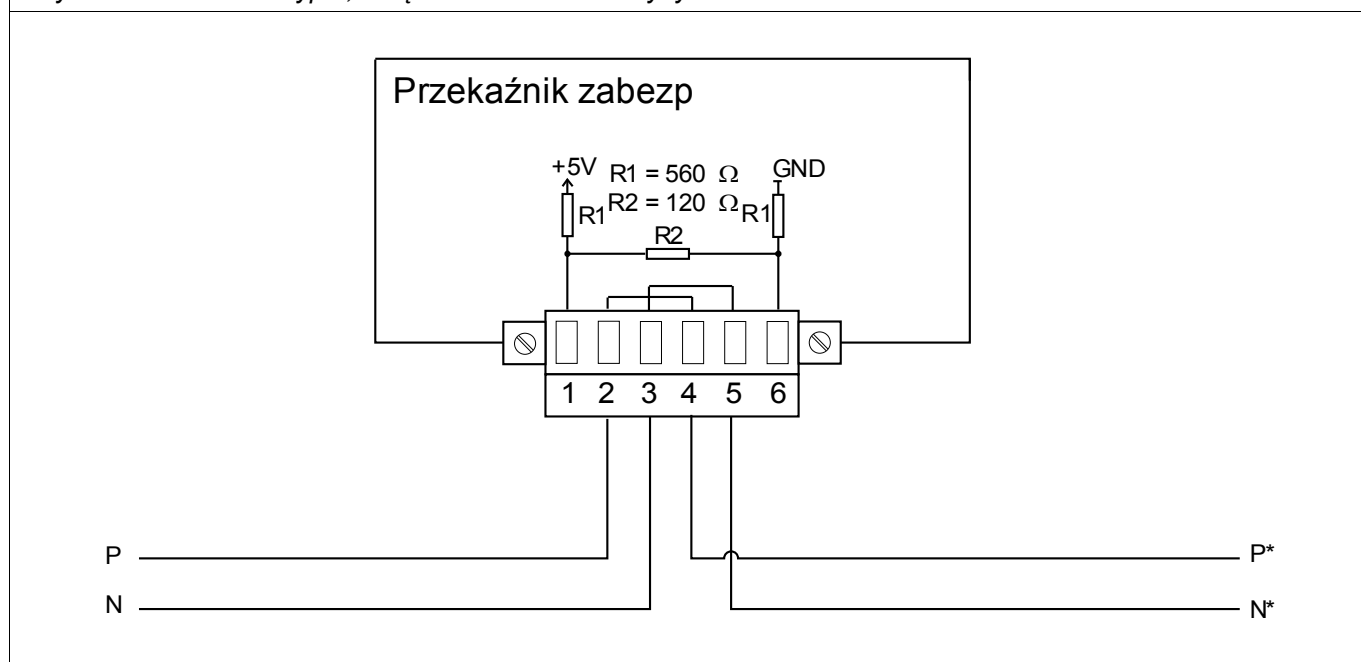 Przekaźnik zabezp
+5V R1 = 560 Ω GND
R1 R2 = 120 Ω R1
R2
1 2 3 4 5 6
P P*
N N*